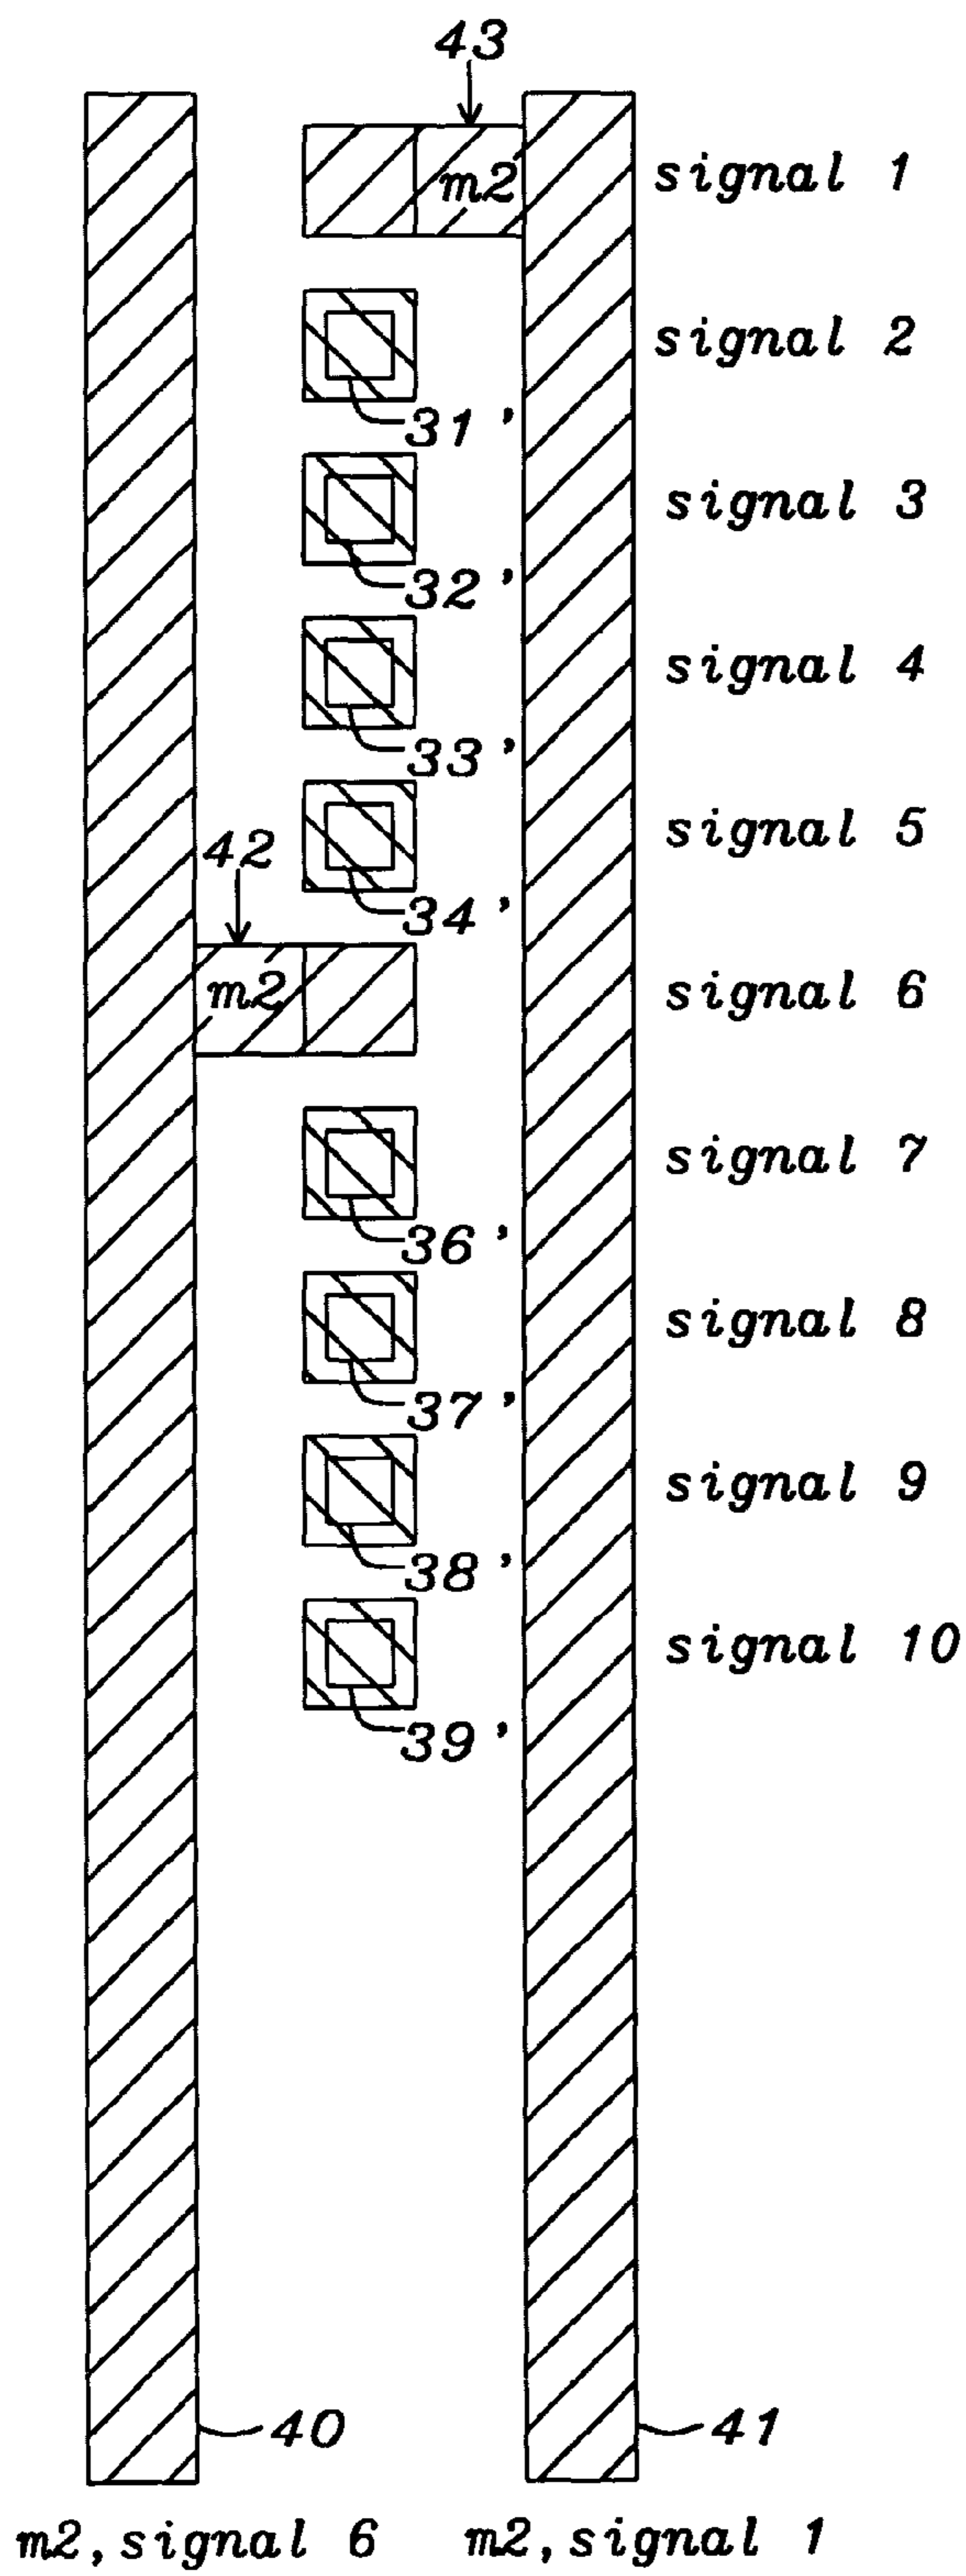 43
m2 signal 1
signal 2
31'
signal 3
32'
signal 4
33'
signal 5
42
34'
m2 signal 6
signal 7
36'
signal 8
37'
signal 9
38'
signal 10
39'
40 41
m2,signal 6 m2,signal 1